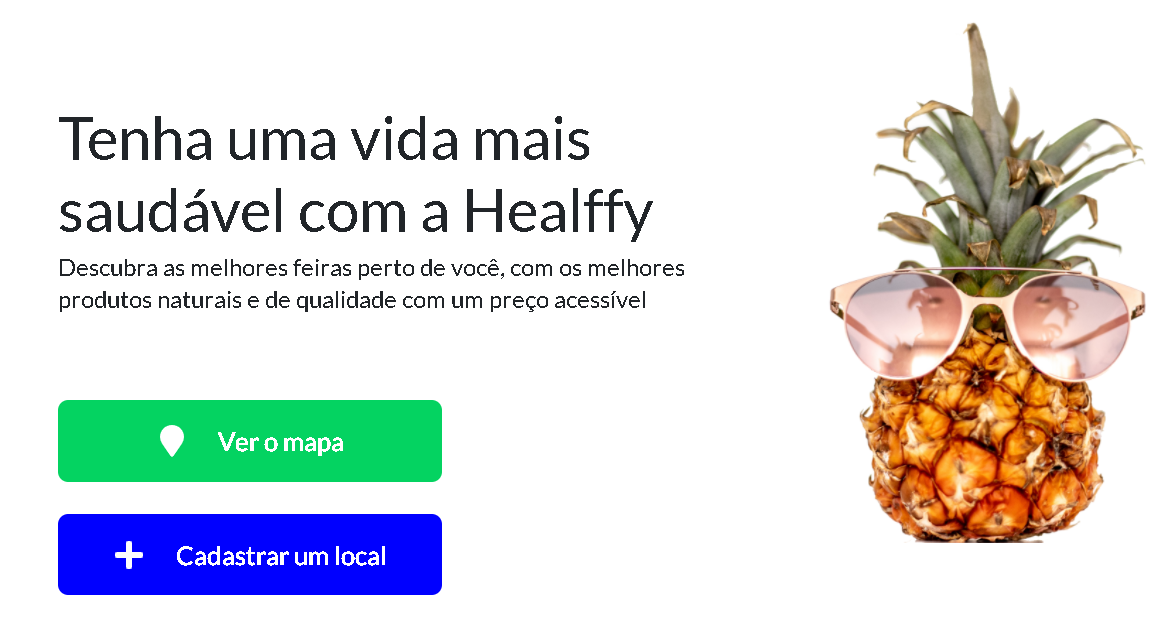 Tenha uma vida mais
saudável com a Healffy
Descubra as melhores feiras perto de você, com os melhores
produtos naturais e de qualidade com um preço acessível
Ver o mapa
Cadastrar um local